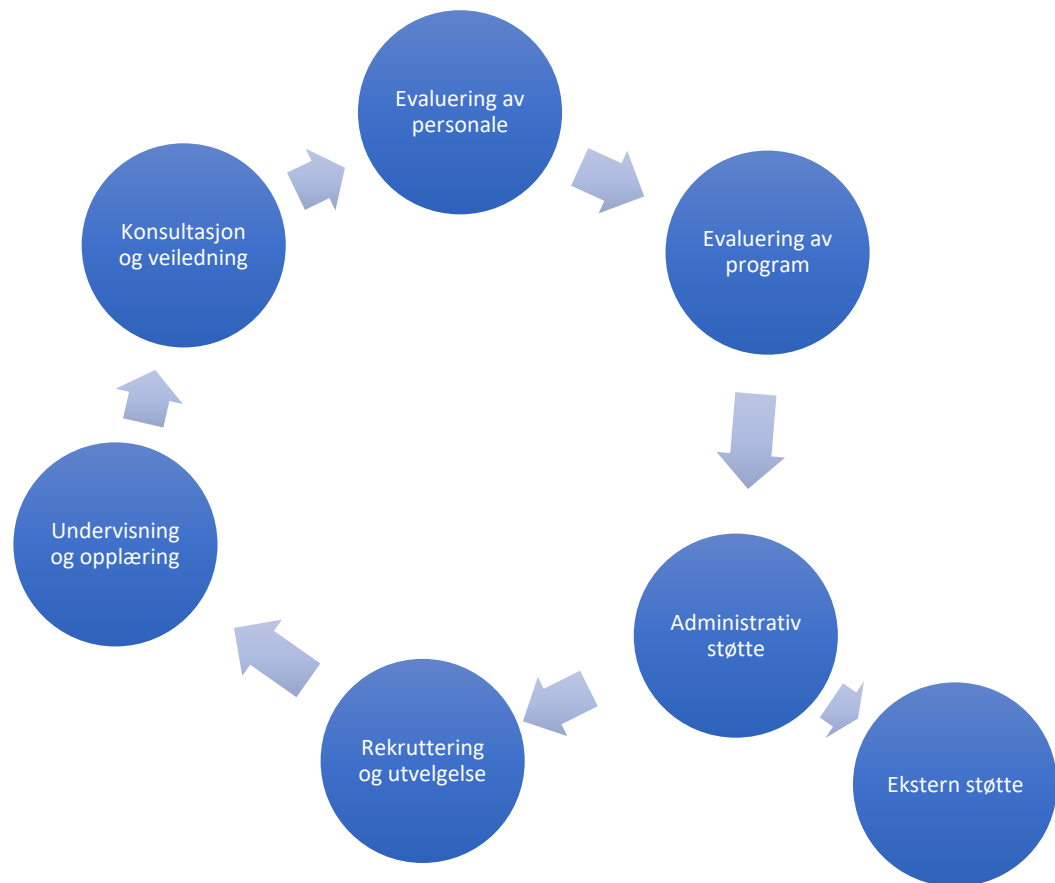 Evaluering av
personale
Evaluering av
program
Administrativ
støtte
Ekstern støtte
Rekruttering
og utvelgelse
Undervisning
og opplæring
Konsultasjon
og veiledning